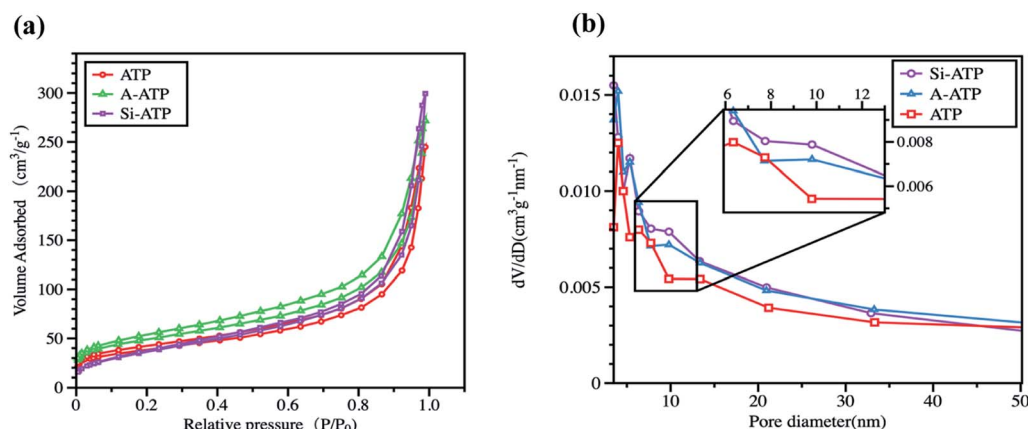 (a)
ATP
A-ATP
Si-ATP
Volume Adsorbed (cm³/g⁻¹)
300
250
200
150
100
50
0
0 0.2 0.4 0.6 0.8 1.0
Relative pressure (P/P₀)
(b)
Si-ATP
A-ATP
ATP
dV/dD(cm³g⁻¹nm⁻¹)
0.015
0.010
0.005
0
10 20 30 40 50
Pore diameter(nm)
6 8 10 12
0.008
0.006